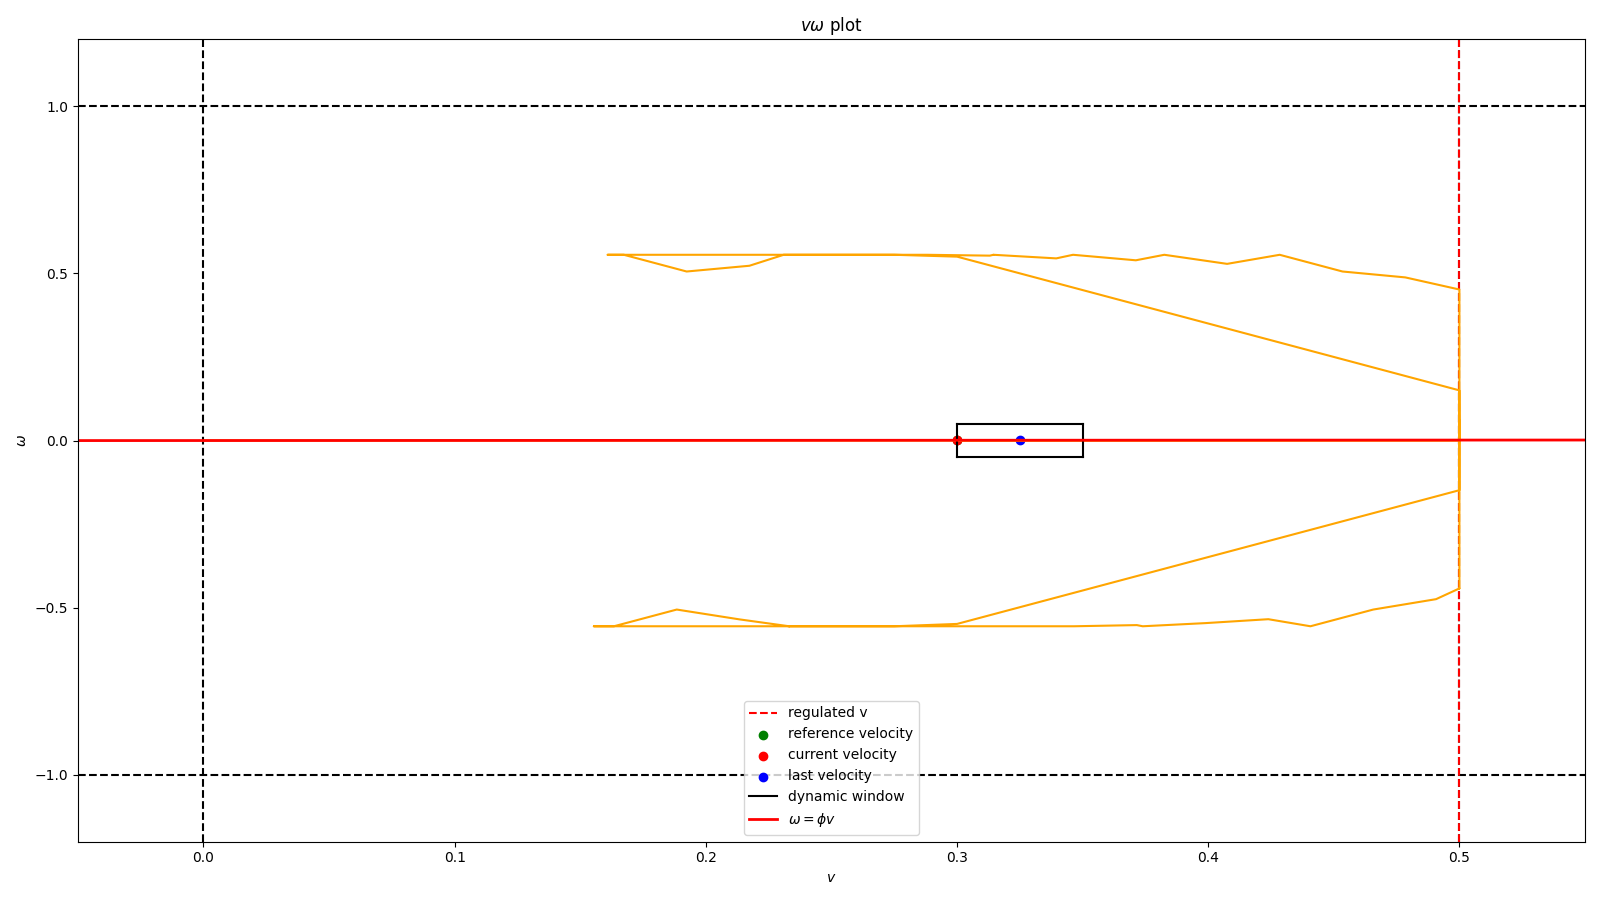 vω plot
1.0
0.5
0.0
−0.5
−1.0
ω
regulated v
reference velocity
current velocity
last velocity
dynamic window
ω = ϕv
0.0 0.1 0.2 0.3 0.4 0.5
v